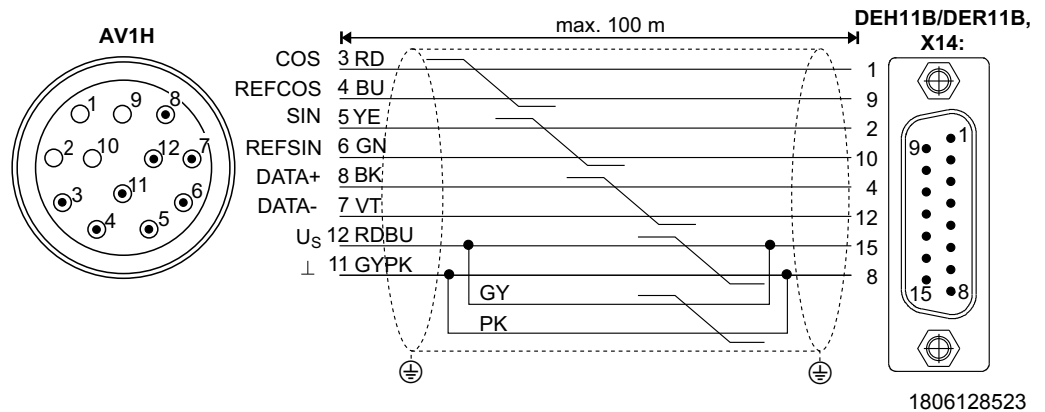 DEH11B/DER11B,
X14:
AV1H
max. 100 m
COS 3 RD 1
REFCOS 4 BU 9
SIN 5 YE 2
REFSIN 6 GN 10
DATA+ 8 BK 4
DATA- 7 VT 12
US 12 RDBU 15
⊥ 11 GYPK 8
GY
PK
1 9 8
2 10 12 7
3 11 6
4 5
1
9
15 8
1806128523